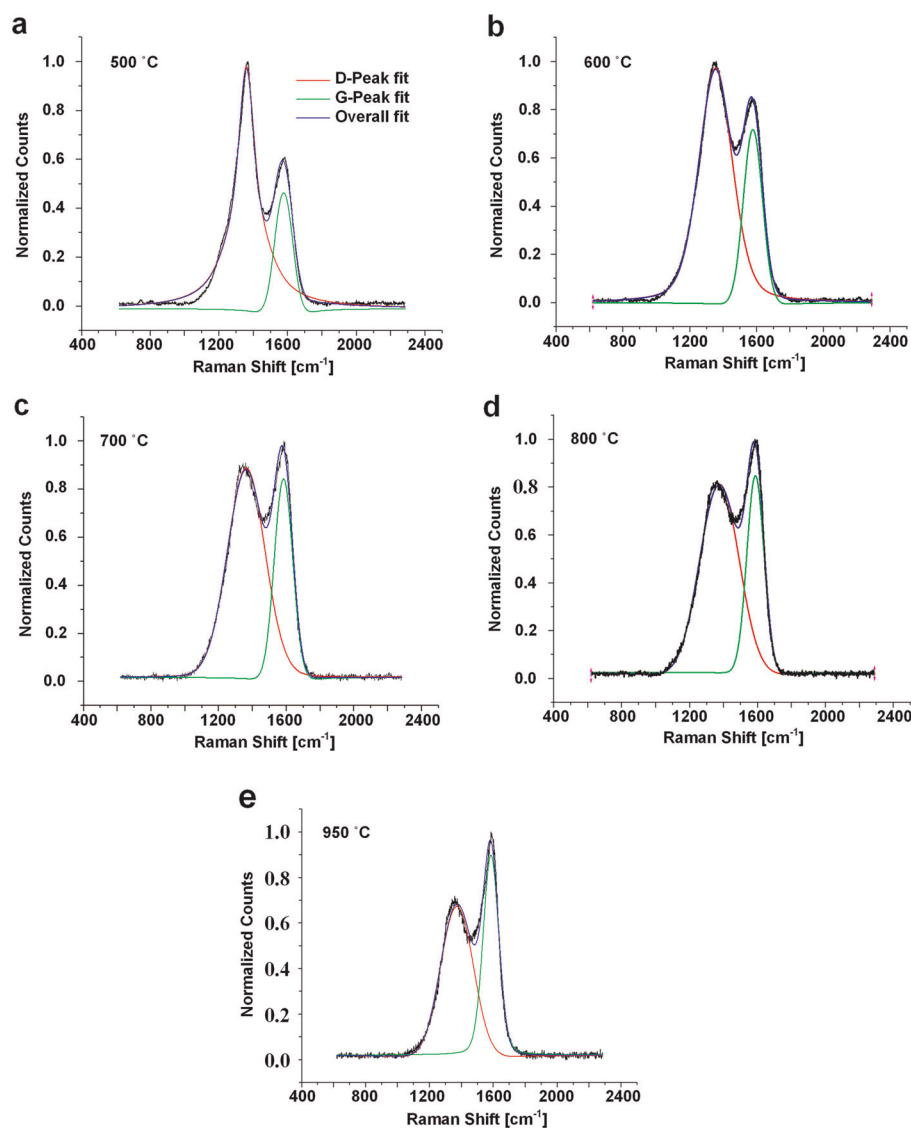 a
500 ˚C
D-Peak fit
G-Peak fit
Overall fit
Normalized Counts
1.0
0.8
0.6
0.4
0.2
0.0
400 800 1200 1600 2000 2400
Raman Shift [cm-1]
b
600 ˚C
Normalized Counts
1.0
0.8
0.6
0.4
0.2
0.0
400 800 1200 1600 2000 2400
Raman Shift [cm-1]
c
700 ˚C
Normalized Counts
1.0
0.8
0.6
0.4
0.2
0.0
400 800 1200 1600 2000 2400
Raman Shift [cm-1]
d
800 ˚C
Normalized Counts
1.0
0.8
0.6
0.4
0.2
0.0
400 800 1200 1600 2000 2400
Raman Shift [cm-1]
e
950 ˚C
Normalized Counts
1.0
0.8
0.6
0.4
0.2
0.0
400 800 1200 1600 2000 2400
Raman Shift [cm-1]